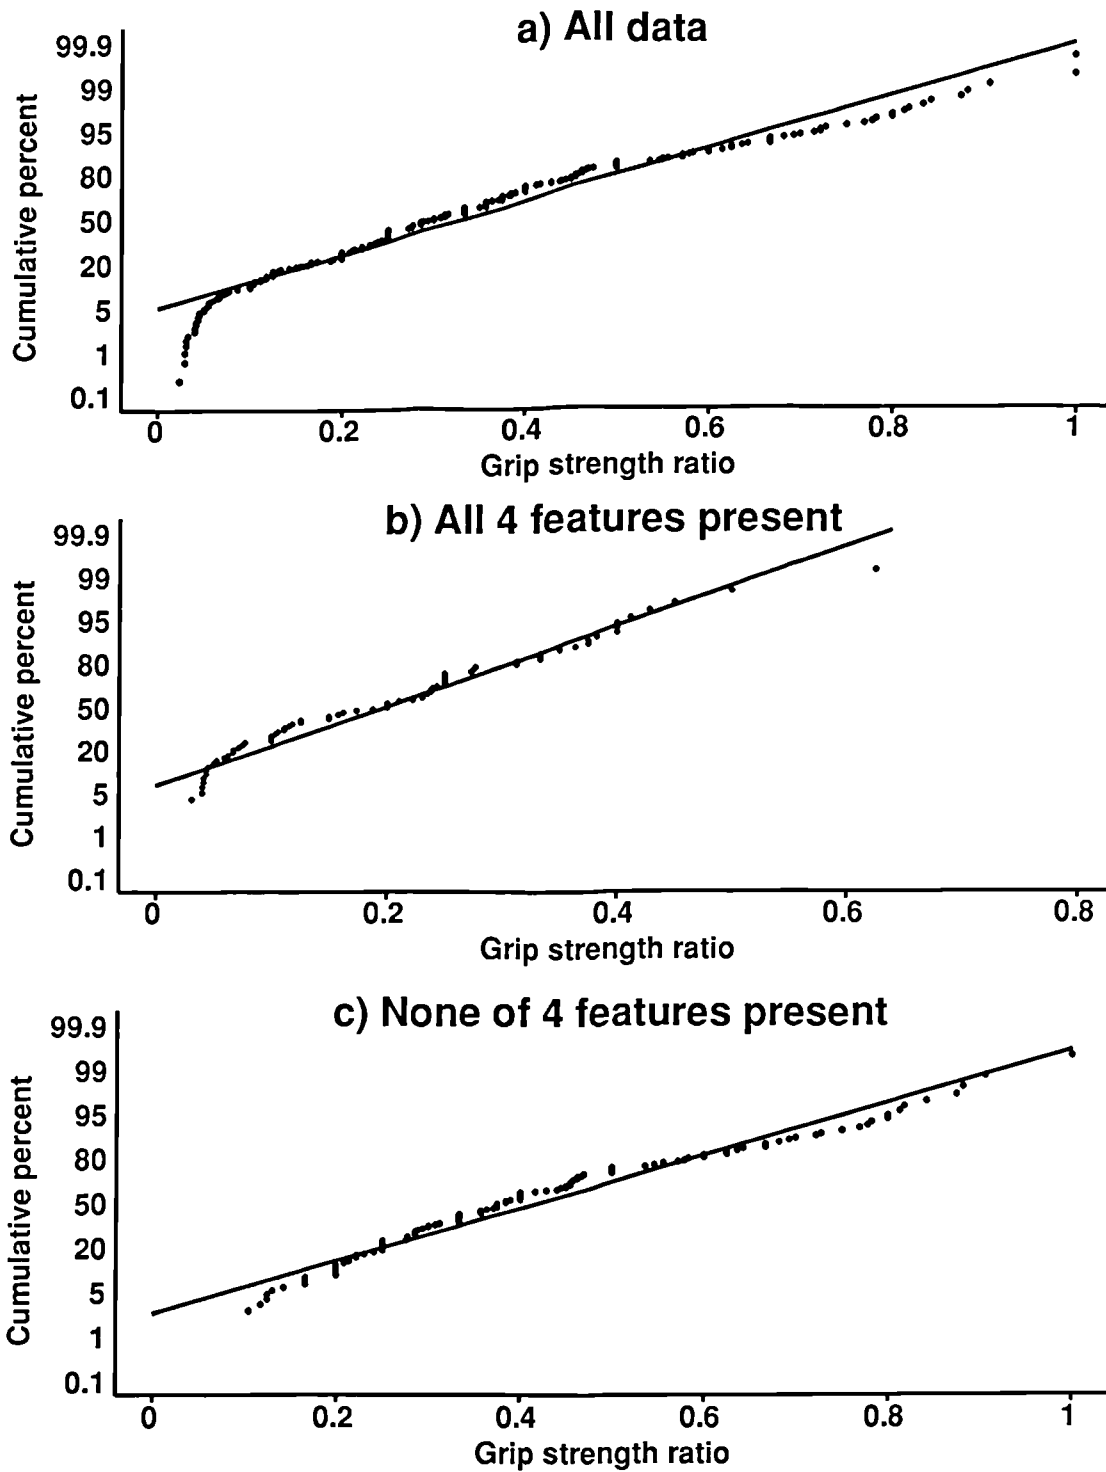 a) All data
99.9
99
95
80
50
20
5
1
0.1
Cumulative percent
0 0.2 0.4 0.6 0.8 1
Grip strength ratio
b) All 4 features present
99.9
99
95
80
50
20
5
1
0.1
Cumulative percent
0 0.2 0.4 0.6 0.8
Grip strength ratio
c) None of 4 features present
99.9
99
95
80
50
20
5
1
0.1
Cumulative percent
0 0.2 0.4 0.6 0.8 1
Grip strength ratio